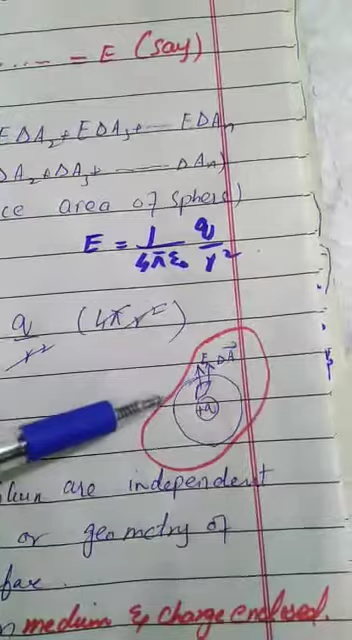 ..... = E (say)
EΔA₂ + EΔA₃ + --- EΔAₙ
ΔA₂ + ΔA₃ + ------ ΔAₙ)
ce area of sphere)
E = 1/4πε₀ q/r²
q/r² (4πr²)
E ΔA⃗
+q
are independent
or geometry of
medium & charge enclosed.